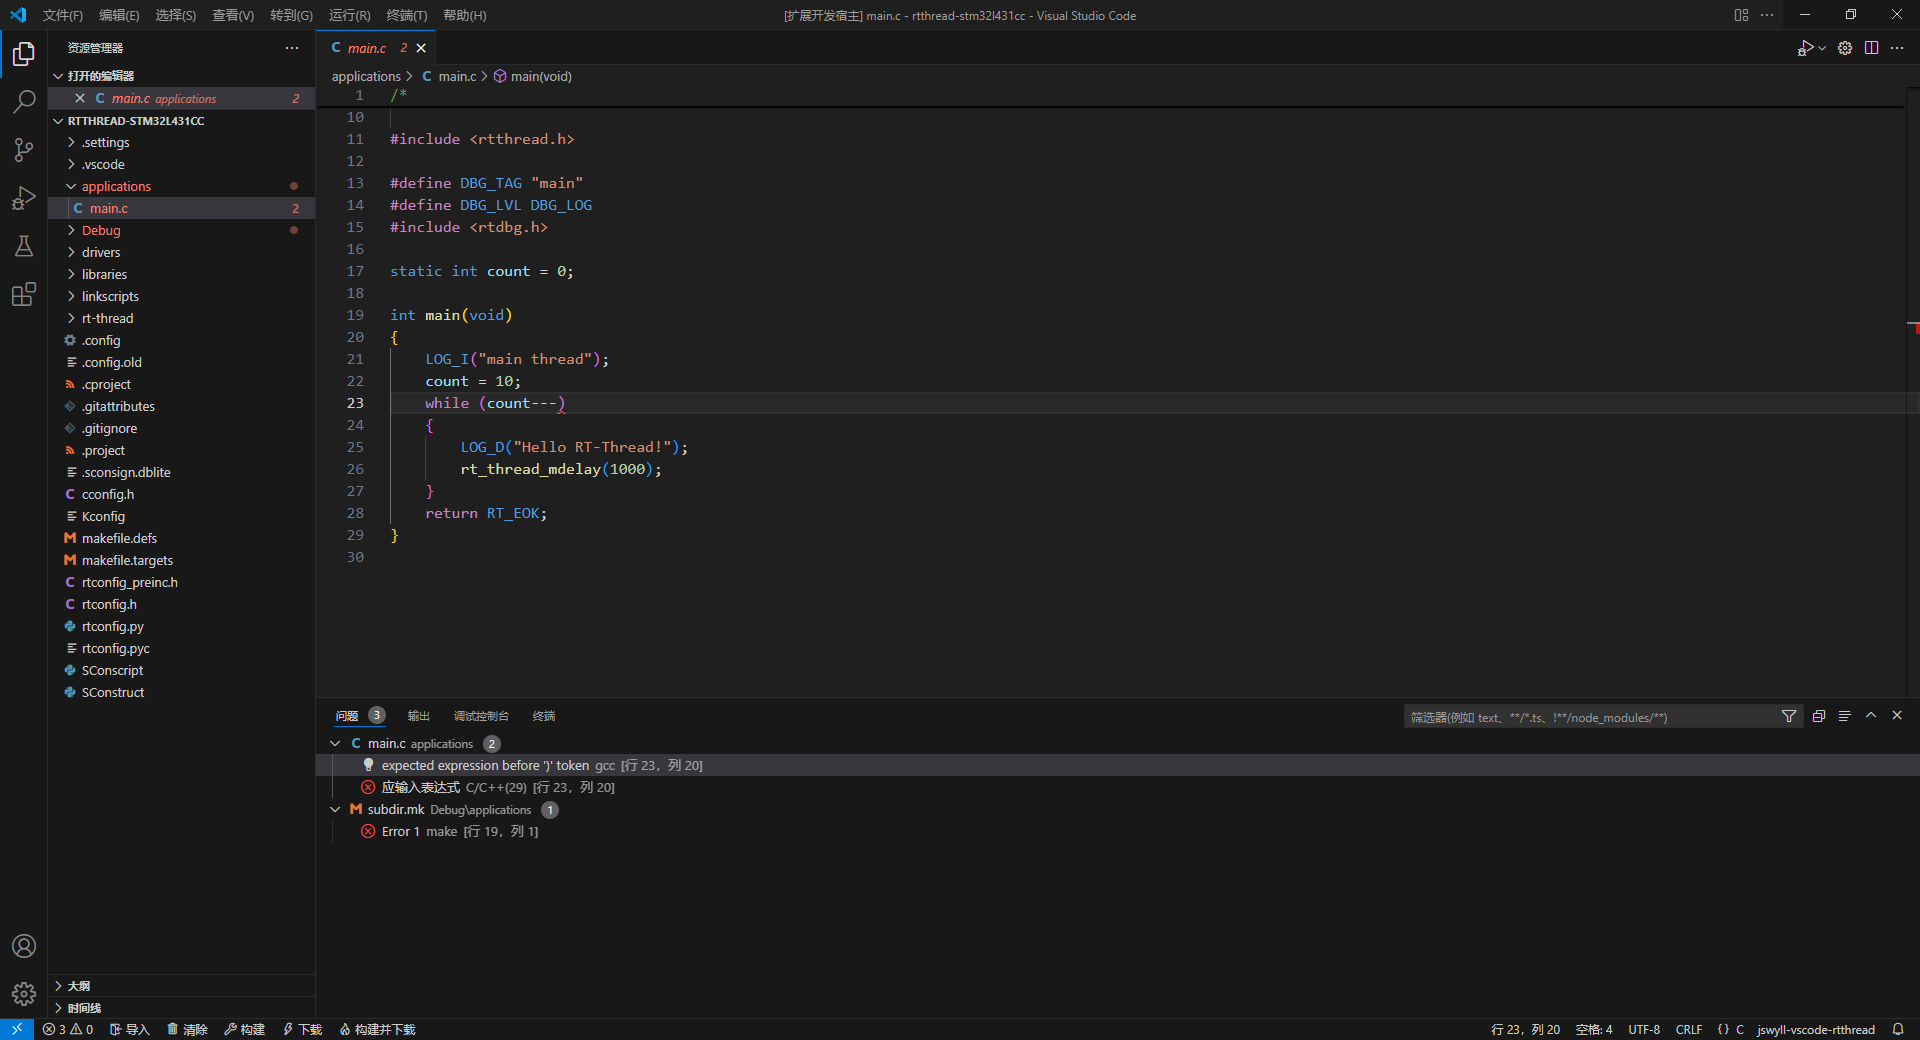 文件(F) 编辑(E) 选择(S) 查看(V) 转到(G) 运行(R) 终端(T) 帮助(H)
[扩展开发宿主] main.c - rtthread-stm32l431cc - Visual Studio Code
资源管理器
打开的编辑器
main.c applications 2
RTTHREAD-STM32L431CC
.settings
.vscode
applications
main.c 2
Debug
drivers
libraries
linkscripts
rt-thread
.config
.config.old
.cproject
.gitattributes
.gitignore
.project
.sconsign.dblite
cconfig.h
Kconfig
makefile.defs
makefile.targets
rtconfig_preinc.h
rtconfig.h
rtconfig.py
rtconfig.pyc
SConscript
SConstruct
大纲
时间线
C main.c 2
applications > C main.c > main(void)
1 /*
10
11 #include <rtthread.h>
12
13 #define DBG_TAG "main"
14 #define DBG_LVL DBG_LOG
15 #include <rtdbg.h>
16
17 static int count = 0;
18
19 int main(void)
20 {
21 LOG_I("main thread");
22 count = 10;
23 while (count---)
24 {
25 LOG_D("Hello RT-Thread!");
26 rt_thread_mdelay(1000);
27 }
28 return RT_EOK;
29 }
30
问题 3 输出 调试控制台 终端
筛选器(例如 text、**/*.ts、!**/node_modules/**)
C main.c applications 2
expected expression before ')' token gcc [行 23，列 20]
应输入表达式 C/C++(29) [行 23，列 20]
M subdir.mk Debug\applications 1
Error 1 make [行 19，列 1]
3 0 导入 清除 构建 下载 构建并下载
行 23，列 20 空格: 4 UTF-8 CRLF {} C jswyll-vscode-rtthread